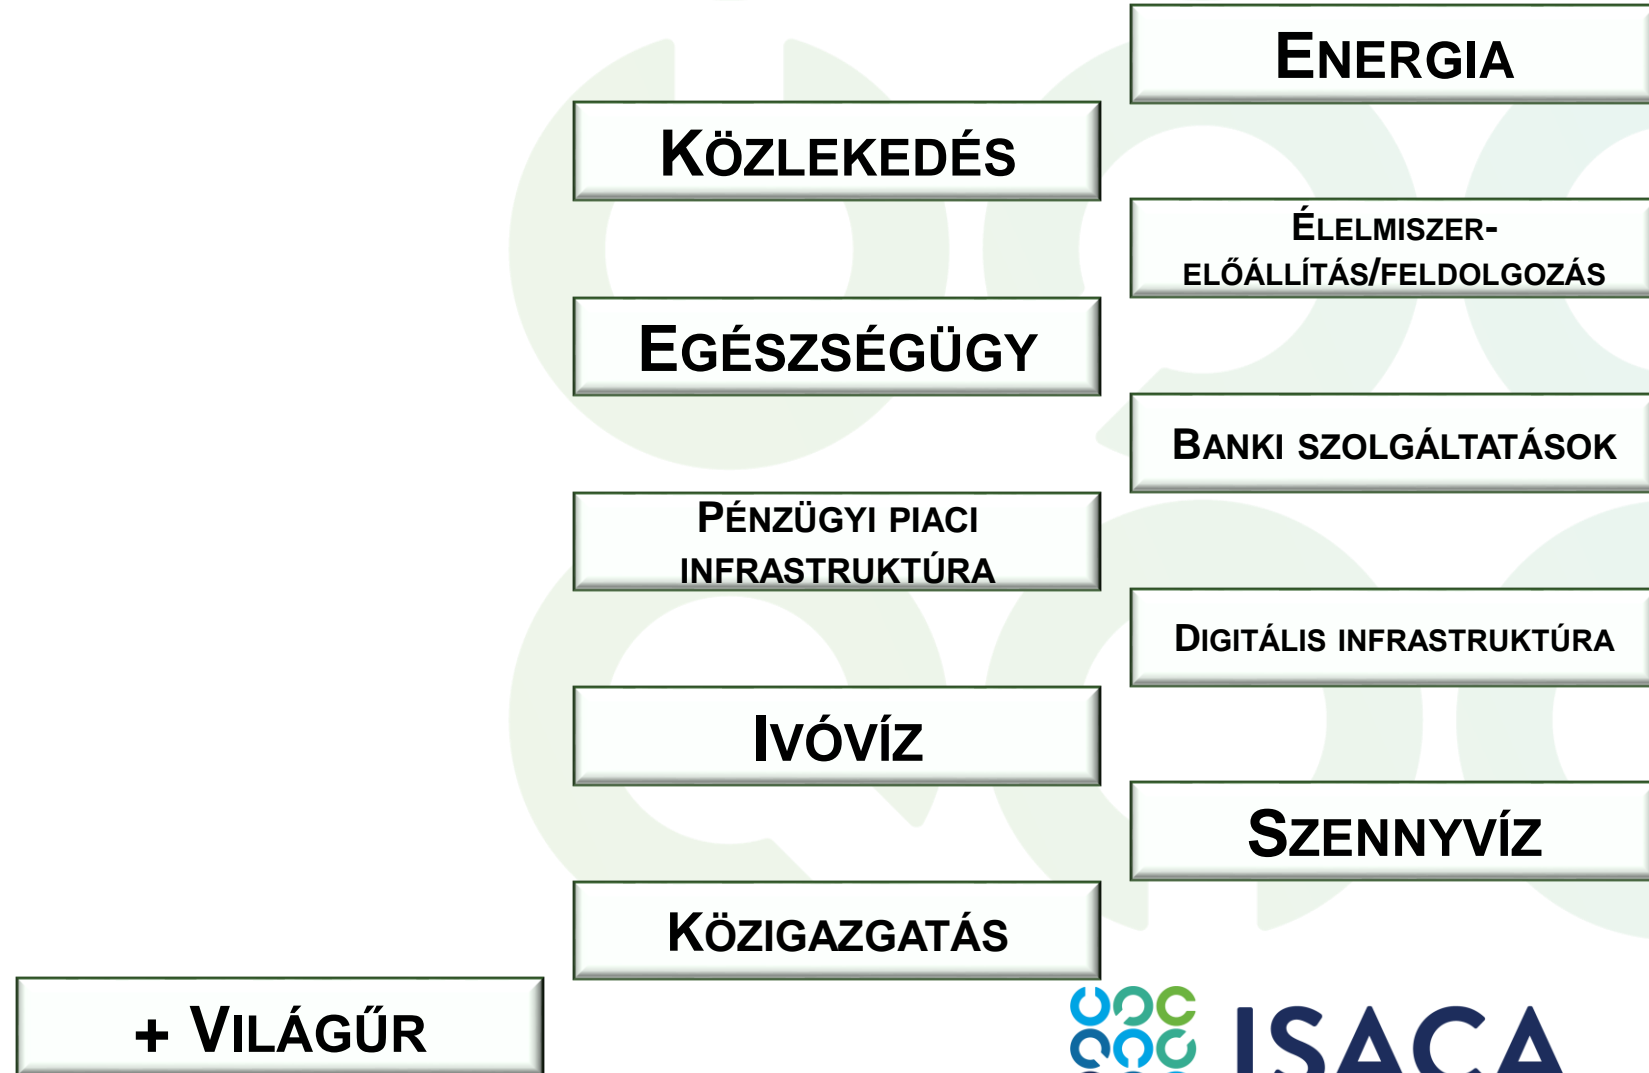 ENERGIA
KÖZLEKEDÉS
ÉLELMISZER-
ELŐÁLLÍTÁS/FELDOLGOZÁS
EGÉSZSÉGÜGY
BANKI SZOLGÁLTATÁSOK
PÉNZÜGYI PIACI
INFRASTRUKTÚRA
DIGITÁLIS INFRASTRUKTÚRA
IVÓVÍZ
SZENNYVÍZ
KÖZIGAZGATÁS
+ VILÁGŰR
ISACA